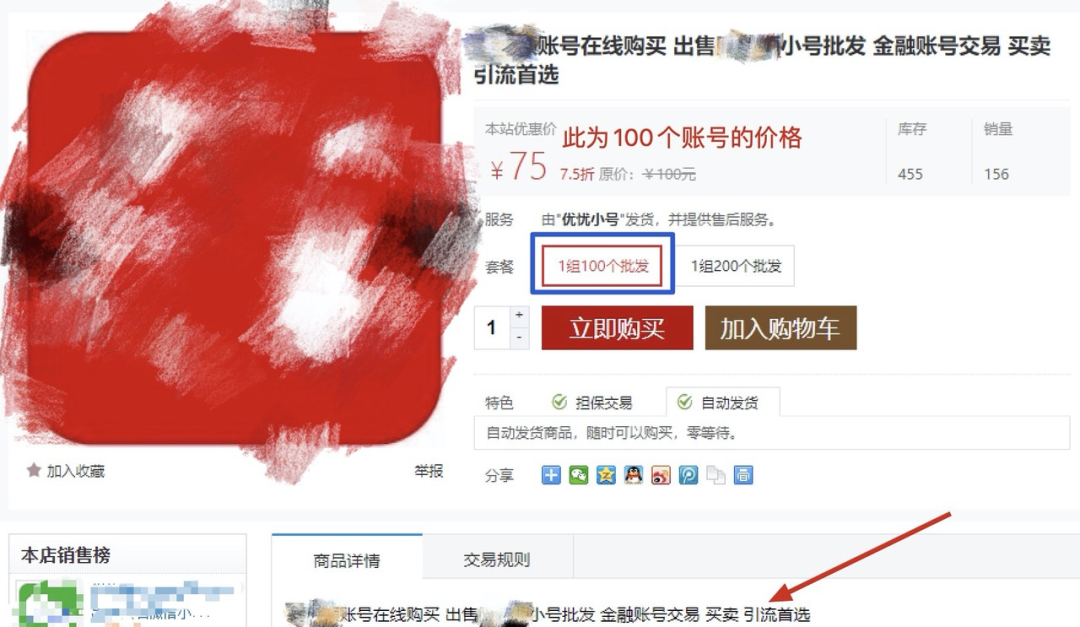 账号在线购买 出售 小号批发 金融账号交易 买卖
引流首选
本站优惠价
此为100个账号的价格
¥75 7.5折 原价：¥100元
库存
455
销量
156
服务 由"优忧小号"发货，并提供售后服务。
套餐 1组100个批发 1组200个批发
1 + - 立即购买 加入购物车
特色 担保交易 自动发货
自动发货商品，随时可以购买，零等待。
加入收藏 举报 分享
本店销售榜
商品详情 交易规则
账号在线购买 出售 小号批发 金融账号交易 买卖 引流首选